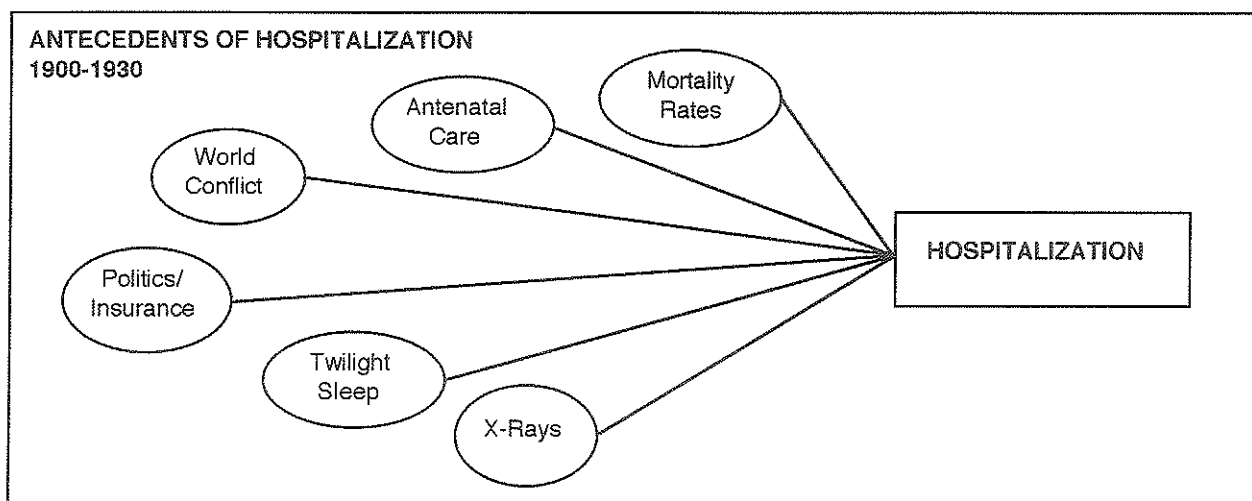 ANTECEDENTS OF HOSPITALIZATION
1900-1930
Mortality
Rates
Antenatal
Care
World
Conflict
HOSPITALIZATION
Politics/
Insurance
Twilight
Sleep
X-Rays